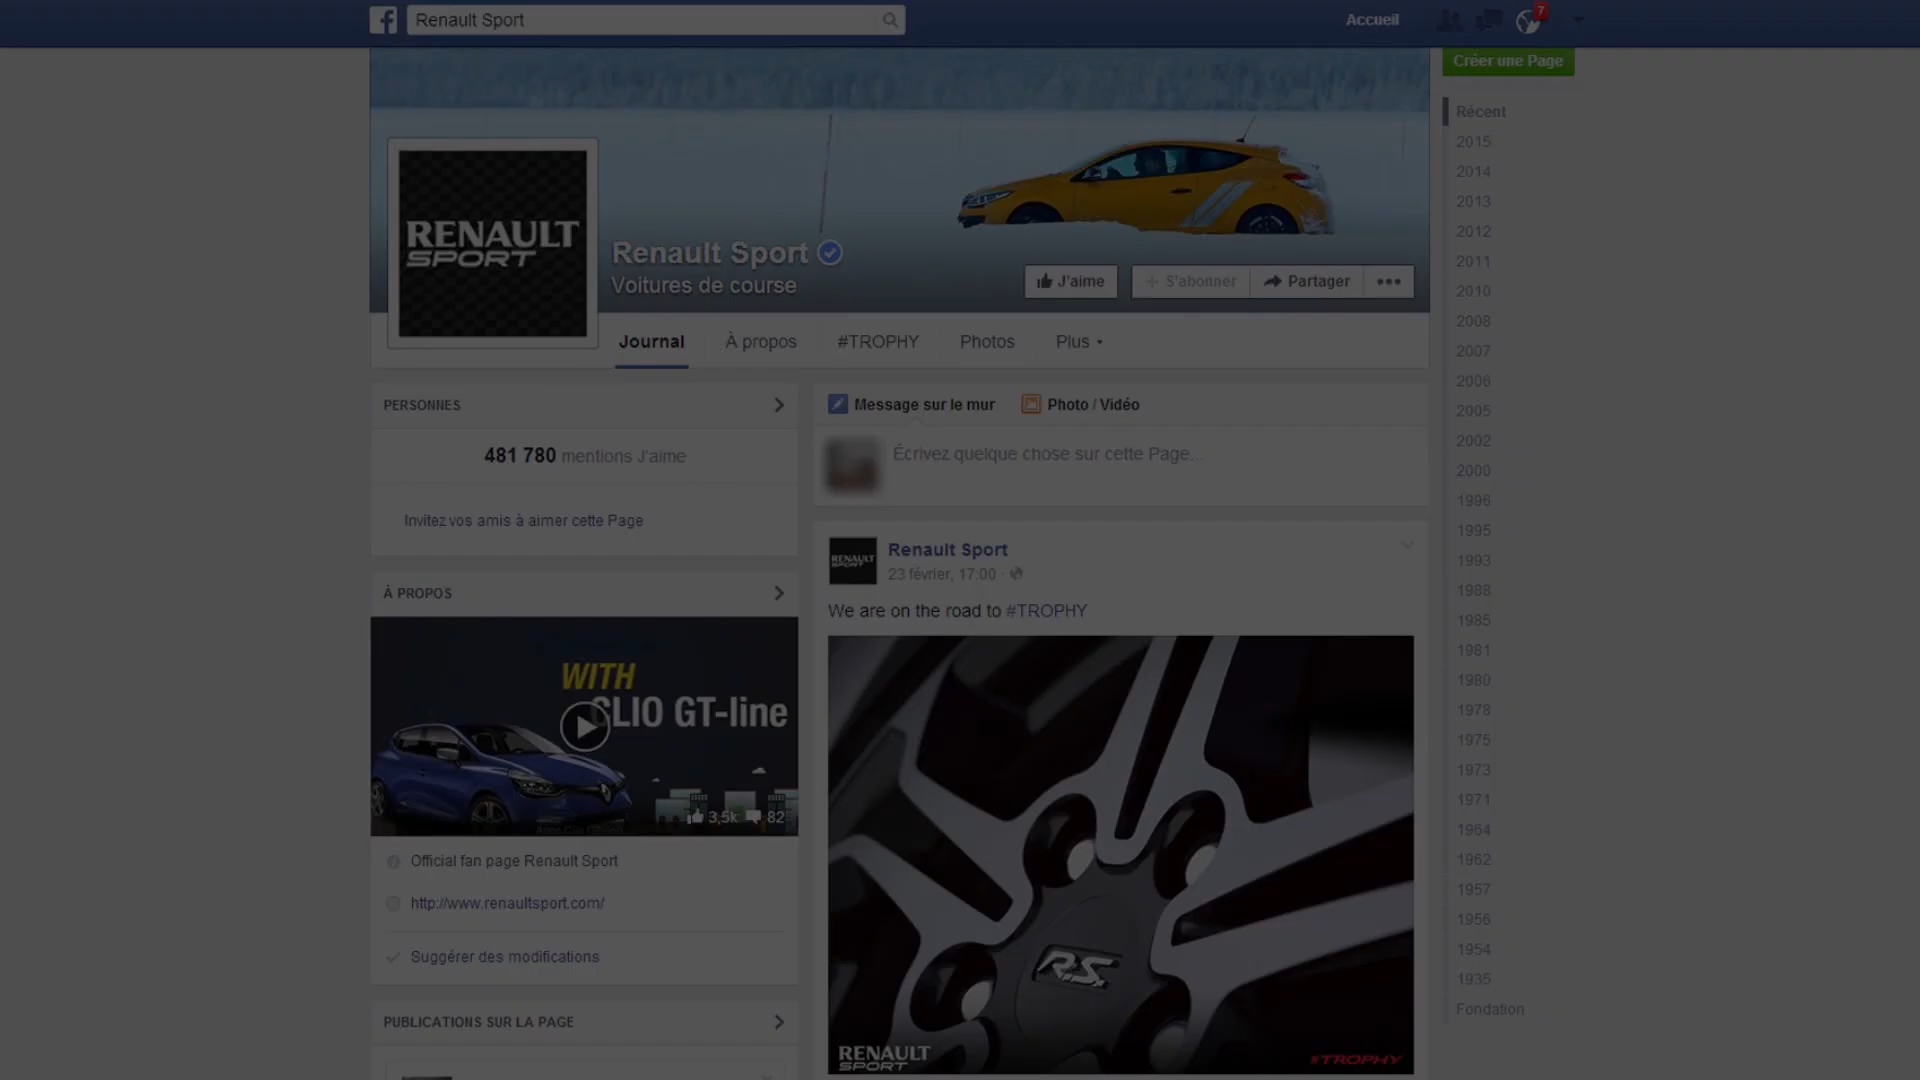 Renault Sport
Accueil
7
Créer une Page
RENAULT
SPORT
Renault Sport
Voitures de course
J'aime
S'abonner
Partager
Journal
À propos
#TROPHY
Photos
Plus
PERSONNES
481 780 mentions J'aime
Invitez vos amis à aimer cette Page
À PROPOS
WITH
CLIO GT-line
3,5k
82
Official fan page Renault Sport
http://www.renaultsport.com/
Suggérer des modifications
PUBLICATIONS SUR LA PAGE
Message sur le mur
Photo / Vidéo
Écrivez quelque chose sur cette Page...
RENAULT
SPORT
Renault Sport
23 février, 17:00
We are on the road to #TROPHY
R.S.
RENAULT
SPORT
#TROPHY
Récent
2015
2014
2013
2012
2011
2010
2008
2007
2006
2005
2002
2000
1996
1995
1993
1988
1985
1981
1980
1978
1975
1973
1971
1964
1962
1957
1956
1954
1935
Fondation